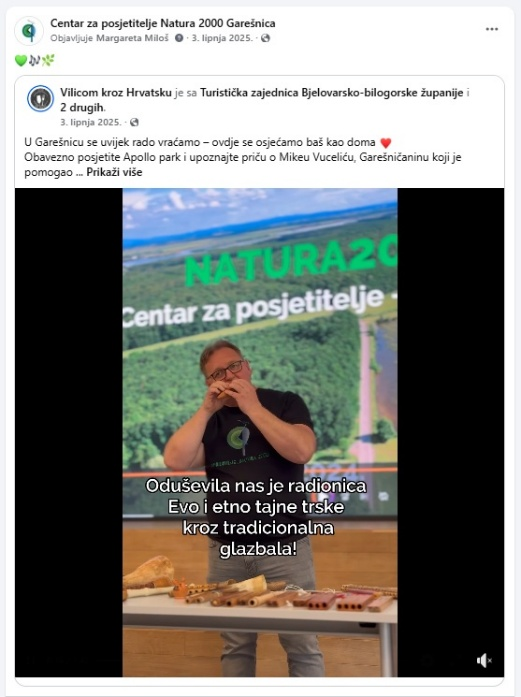 Centar za posjetitelje Natura 2000 Garešnica
Objavljuje Margareta Miloš · 3. lipnja 2025. ·
Vilicom kroz Hrvatsku je sa Turistička zajednica Bjelovarsko-bilogorske županije i
2 drugih.
3. lipnja 2025. ·
U Garešnicu se uvijek rado vraćamo – ovdje se osjećamo baš kao doma
Obavezno posjetite Apollo park i upoznajte priču o Mikeu Vuceliću, Garešničaninu koji je
pomogao ... Prikaži više
NATURA20
Centar za posjetitelje -
Oduševila nas je radionica
Evo i etno tajne trske
kroz tradicionalna
glazbala!